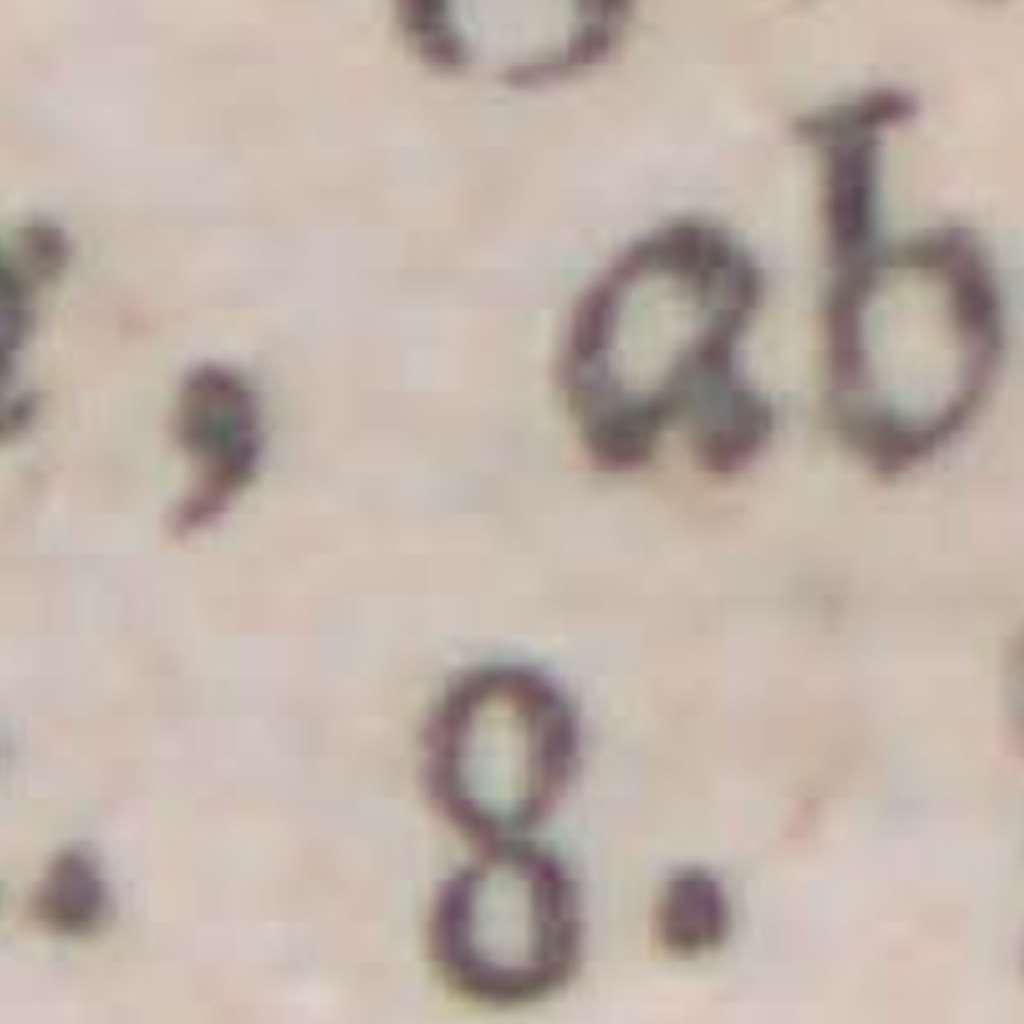 , ab
. 8.